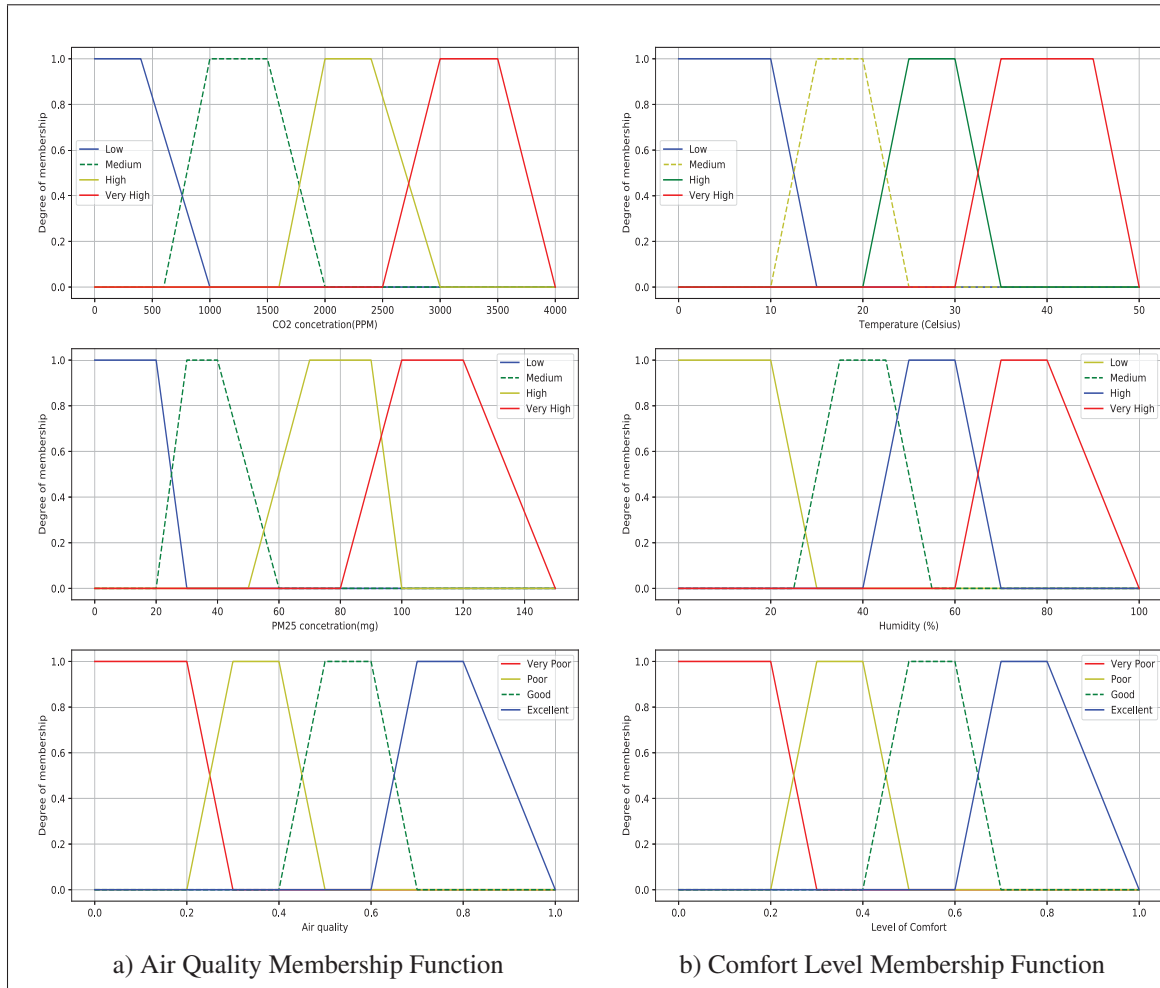 1.0
0.8
0.6
0.4
0.2
0.0
Degree of membership
Low
Medium
High
Very High
0 500 1000 1500 2000 2500 3000 3500 4000
CO2 concetration(PPM)
1.0
0.8
0.6
0.4
0.2
0.0
Degree of membership
Low
Medium
High
Very High
0 10 20 30 40 50
Temperature (Celsius)
1.0
0.8
0.6
0.4
0.2
0.0
Degree of membership
Low
Medium
High
Very High
0 20 40 60 80 100 120 140
PM25 concetration(mg)
1.0
0.8
0.6
0.4
0.2
0.0
Degree of membership
Low
Medium
High
Very High
0 20 40 60 80 100
Humidity (%)
1.0
0.8
0.6
0.4
0.2
0.0
Degree of membership
Very Poor
Poor
Good
Excellent
0.0 0.2 0.4 0.6 0.8 1.0
Air quality
1.0
0.8
0.6
0.4
0.2
0.0
Degree of membership
Very Poor
Poor
Good
Excellent
0.0 0.2 0.4 0.6 0.8 1.0
Level of Comfort
a) Air Quality Membership Function
b) Comfort Level Membership Function